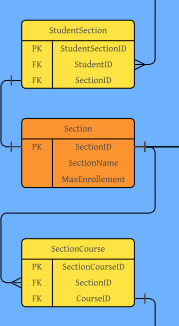 StudentSection
PK StudentSectionID
FK StudentID
FK SectionID
Section
PK SectionID
SectionName
MaxEnrollement
SectionCourse
PK SectionCourseID
FK SectionID
FK CourseID